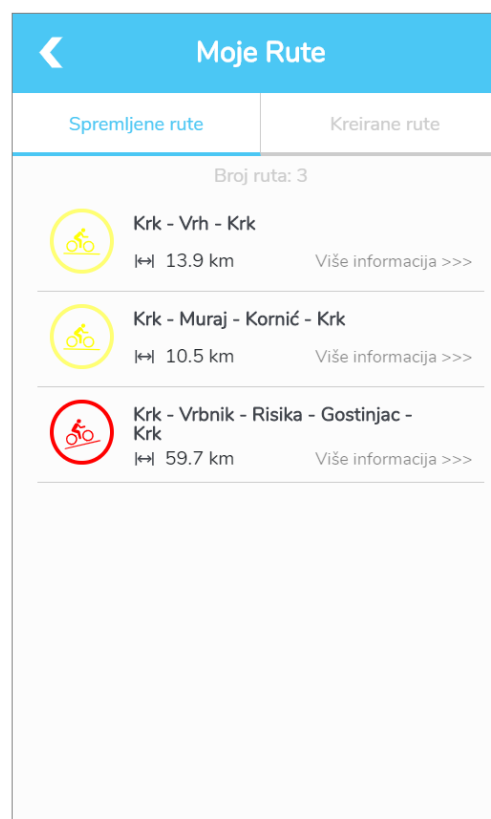 Moje Rute
Spremljene rute
Kreirane rute
Broj ruta: 3
Krk - Vrh - Krk
13.9 km
Više informacija >>>
Krk - Muraj - Kornić - Krk
10.5 km
Više informacija >>>
Krk - Vrbnik - Risika - Gostinjac -
Krk
59.7 km
Više informacija >>>